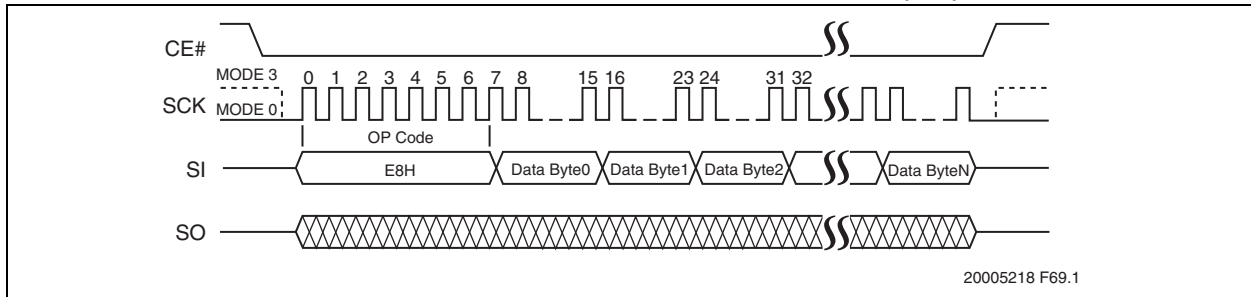 CE#
MODE 3
0 1 2 3 4 5 6 7 8 15 16 23 24 31 32
SCK
MODE 0
OP Code
SI
E8H
Data Byte0
Data Byte1
Data Byte2
Data ByteN
SO
20005218 F69.1